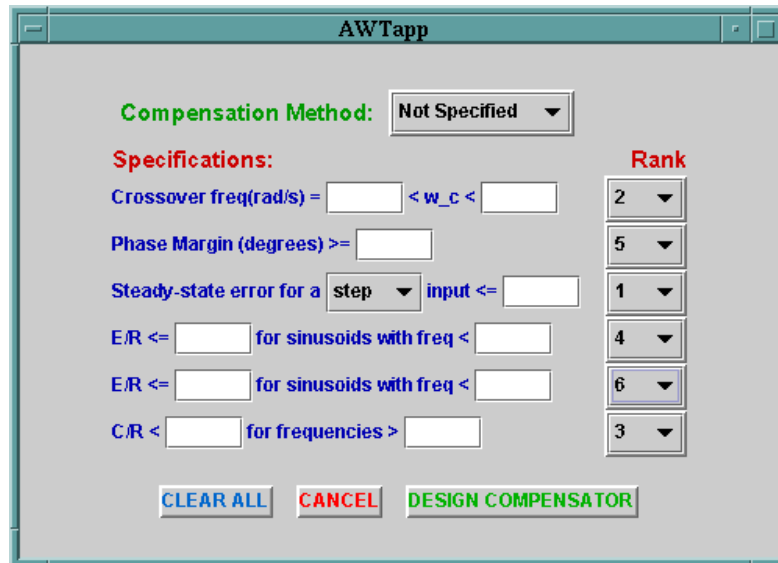 AWTapp
Compensation Method: Not Specified
Specifications: Rank
Crossover freq(rad/s) = < w_c < 2
Phase Margin (degrees) >= 5
Steady-state error for a step input <= 1
E/R <= for sinusoids with freq < 4
E/R <= for sinusoids with freq < 6
C/R < for frequencies > 3
CLEAR ALL CANCEL DESIGN COMPENSATOR